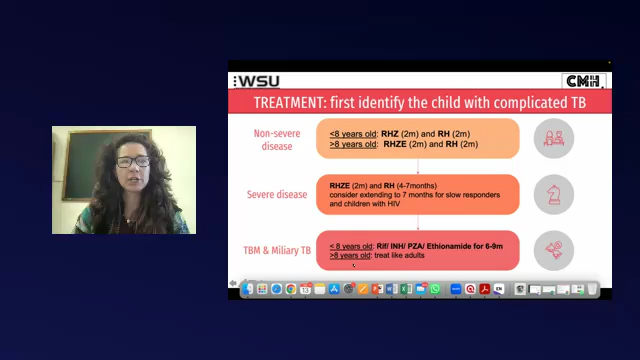 WSU
CMH
TREATMENT: first identify the child with complicated TB
Non-severe
disease
<8 years old: RHZ (2m) and RH (2m)
>8 years old: RHZE (2m) and RH (2m)
Severe disease
RHZE (2m) and RH (4-7months)
consider extending to 7 months for slow responders
and children with HIV
TBM & Miliary TB
< 8 years old: Rif/ INH/ PZA/ Ethionamide for 6-9m
>8 years old: treat like adults